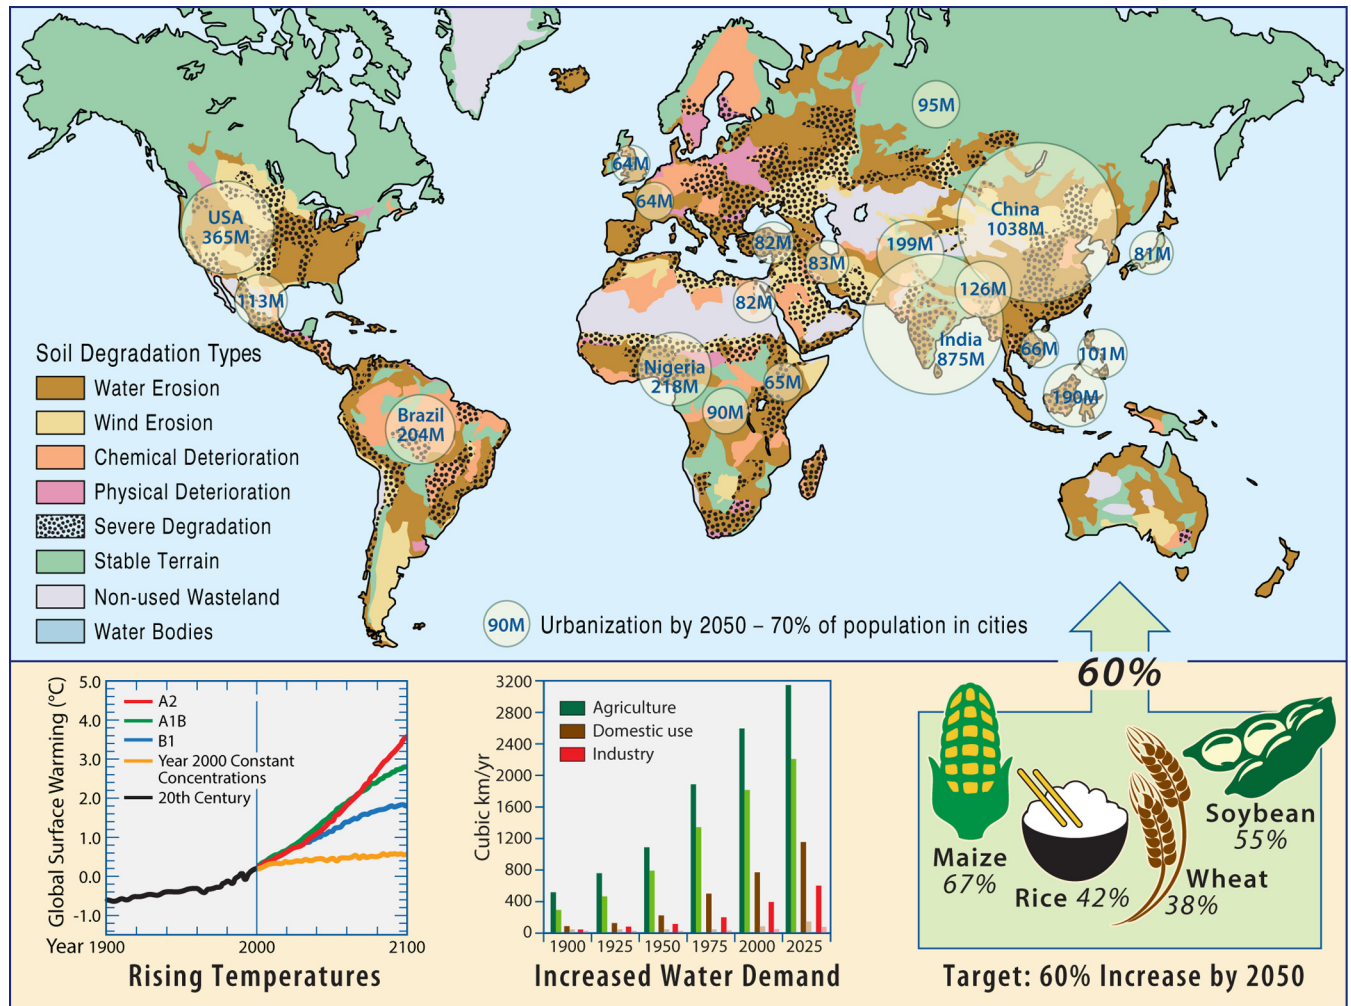 95M
64M
64M
USA
365M
China
1038M
199M
82M
83M
81M
113M
82M
126M
India
875M
66M
101M
Nigeria
218M
65M
190M
90M
Brazil
204M
Soil Degradation Types
Water Erosion
Wind Erosion
Chemical Deterioration
Physical Deterioration
Severe Degradation
Stable Terrain
Non-used Wasteland
Water Bodies
90M
Urbanization by 2050 – 70% of population in cities
Global Surface Warming (°C)
5.0
4.0
3.0
2.0
1.0
0.0
-1.0
A2
A1B
B1
Year 2000 Constant
Concentrations
20th Century
Year 1900
2000
2100
Rising Temperatures
Cubic km/yr
3200
2800
2400
2000
1600
1200
800
400
0
Agriculture
Domestic use
Industry
1900
1925
1950
1975
2000
2025
Increased Water Demand
60%
Maize
67%
Rice 42%
Wheat
38%
Soybean
55%
Target: 60% Increase by 2050